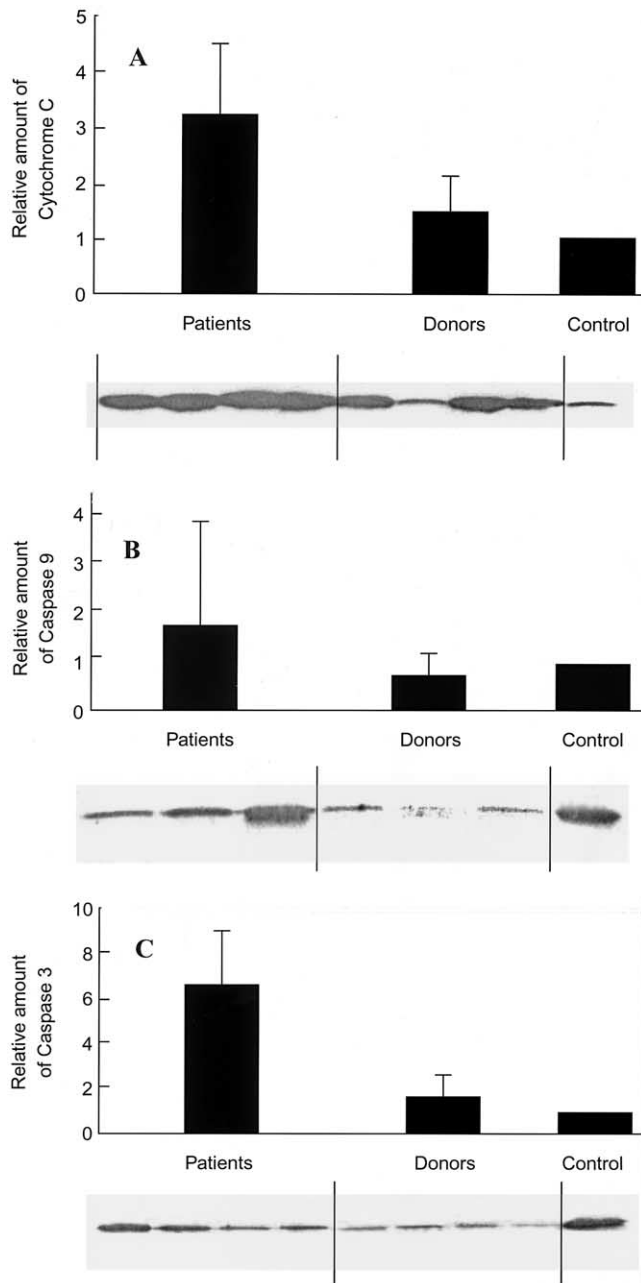 5
A
4
3
2
1
0
Relative amount of
Cytochrome C
Patients Donors Control
4
B
3
2
1
0
Relative amount
of Caspase 9
Patients Donors Control
10
C
8
6
4
2
0
Relative amount
of Caspase 3
Patients Donors Control